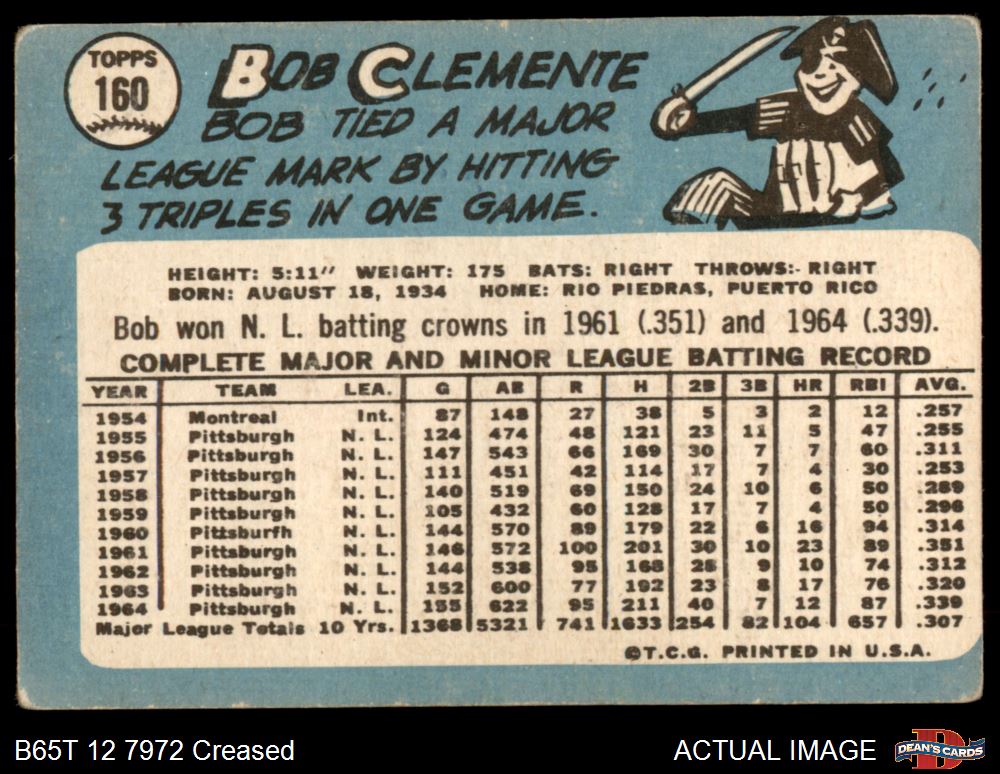 TOPPS
160
BOB CLEMENTE
BOB TIED A MAJOR
LEAGUE MARK BY HITTING
3 TRIPLES IN ONE GAME.
HEIGHT: 5:11″ WEIGHT: 175 BATS: RIGHT THROWS:- RIGHT
BORN: AUGUST 18, 1934 HOME: RIO PIEDRAS, PUERTO RICO
Bob won N. L. batting crowns in 1961 (.351) and 1964 (.339).
COMPLETE MAJOR AND MINOR LEAGUE BATTING RECORD
YEAR TEAM LEA. G AB R H 2B 3B HR RBI AVG.
1954 Montreal Int. 87 148 27 38 5 3 2 12 .257
1955 Pittsburgh N. L. 124 474 48 121 23 11 5 47 .255
1956 Pittsburgh N. L. 147 543 66 169 30 7 7 60 .311
1957 Pittsburgh N. L. 111 451 42 114 17 7 4 30 .253
1958 Pittsburgh N. L. 140 519 69 150 24 10 6 50 .289
1959 Pittsburgh N. L. 105 432 60 128 17 7 4 50 .296
1960 Pittsburfh N. L. 144 570 89 179 22 6 16 94 .314
1961 Pittsburgh N. L. 146 572 100 201 30 10 23 89 .351
1962 Pittsburgh N. L. 144 538 95 168 28 9 10 74 .312
1963 Pittsburgh N. L. 152 600 77 192 23 8 17 76 .320
1964 Pittsburgh N. L. 155 622 95 211 40 7 12 87 .339
Major League Totals 10 Yrs. 1368 5321 741 1633 254 82 104 657 .307
©T.C.G. PRINTED IN U.S.A.
B65T 12 7972 Creased
ACTUAL IMAGE
DEAN'S CARDS